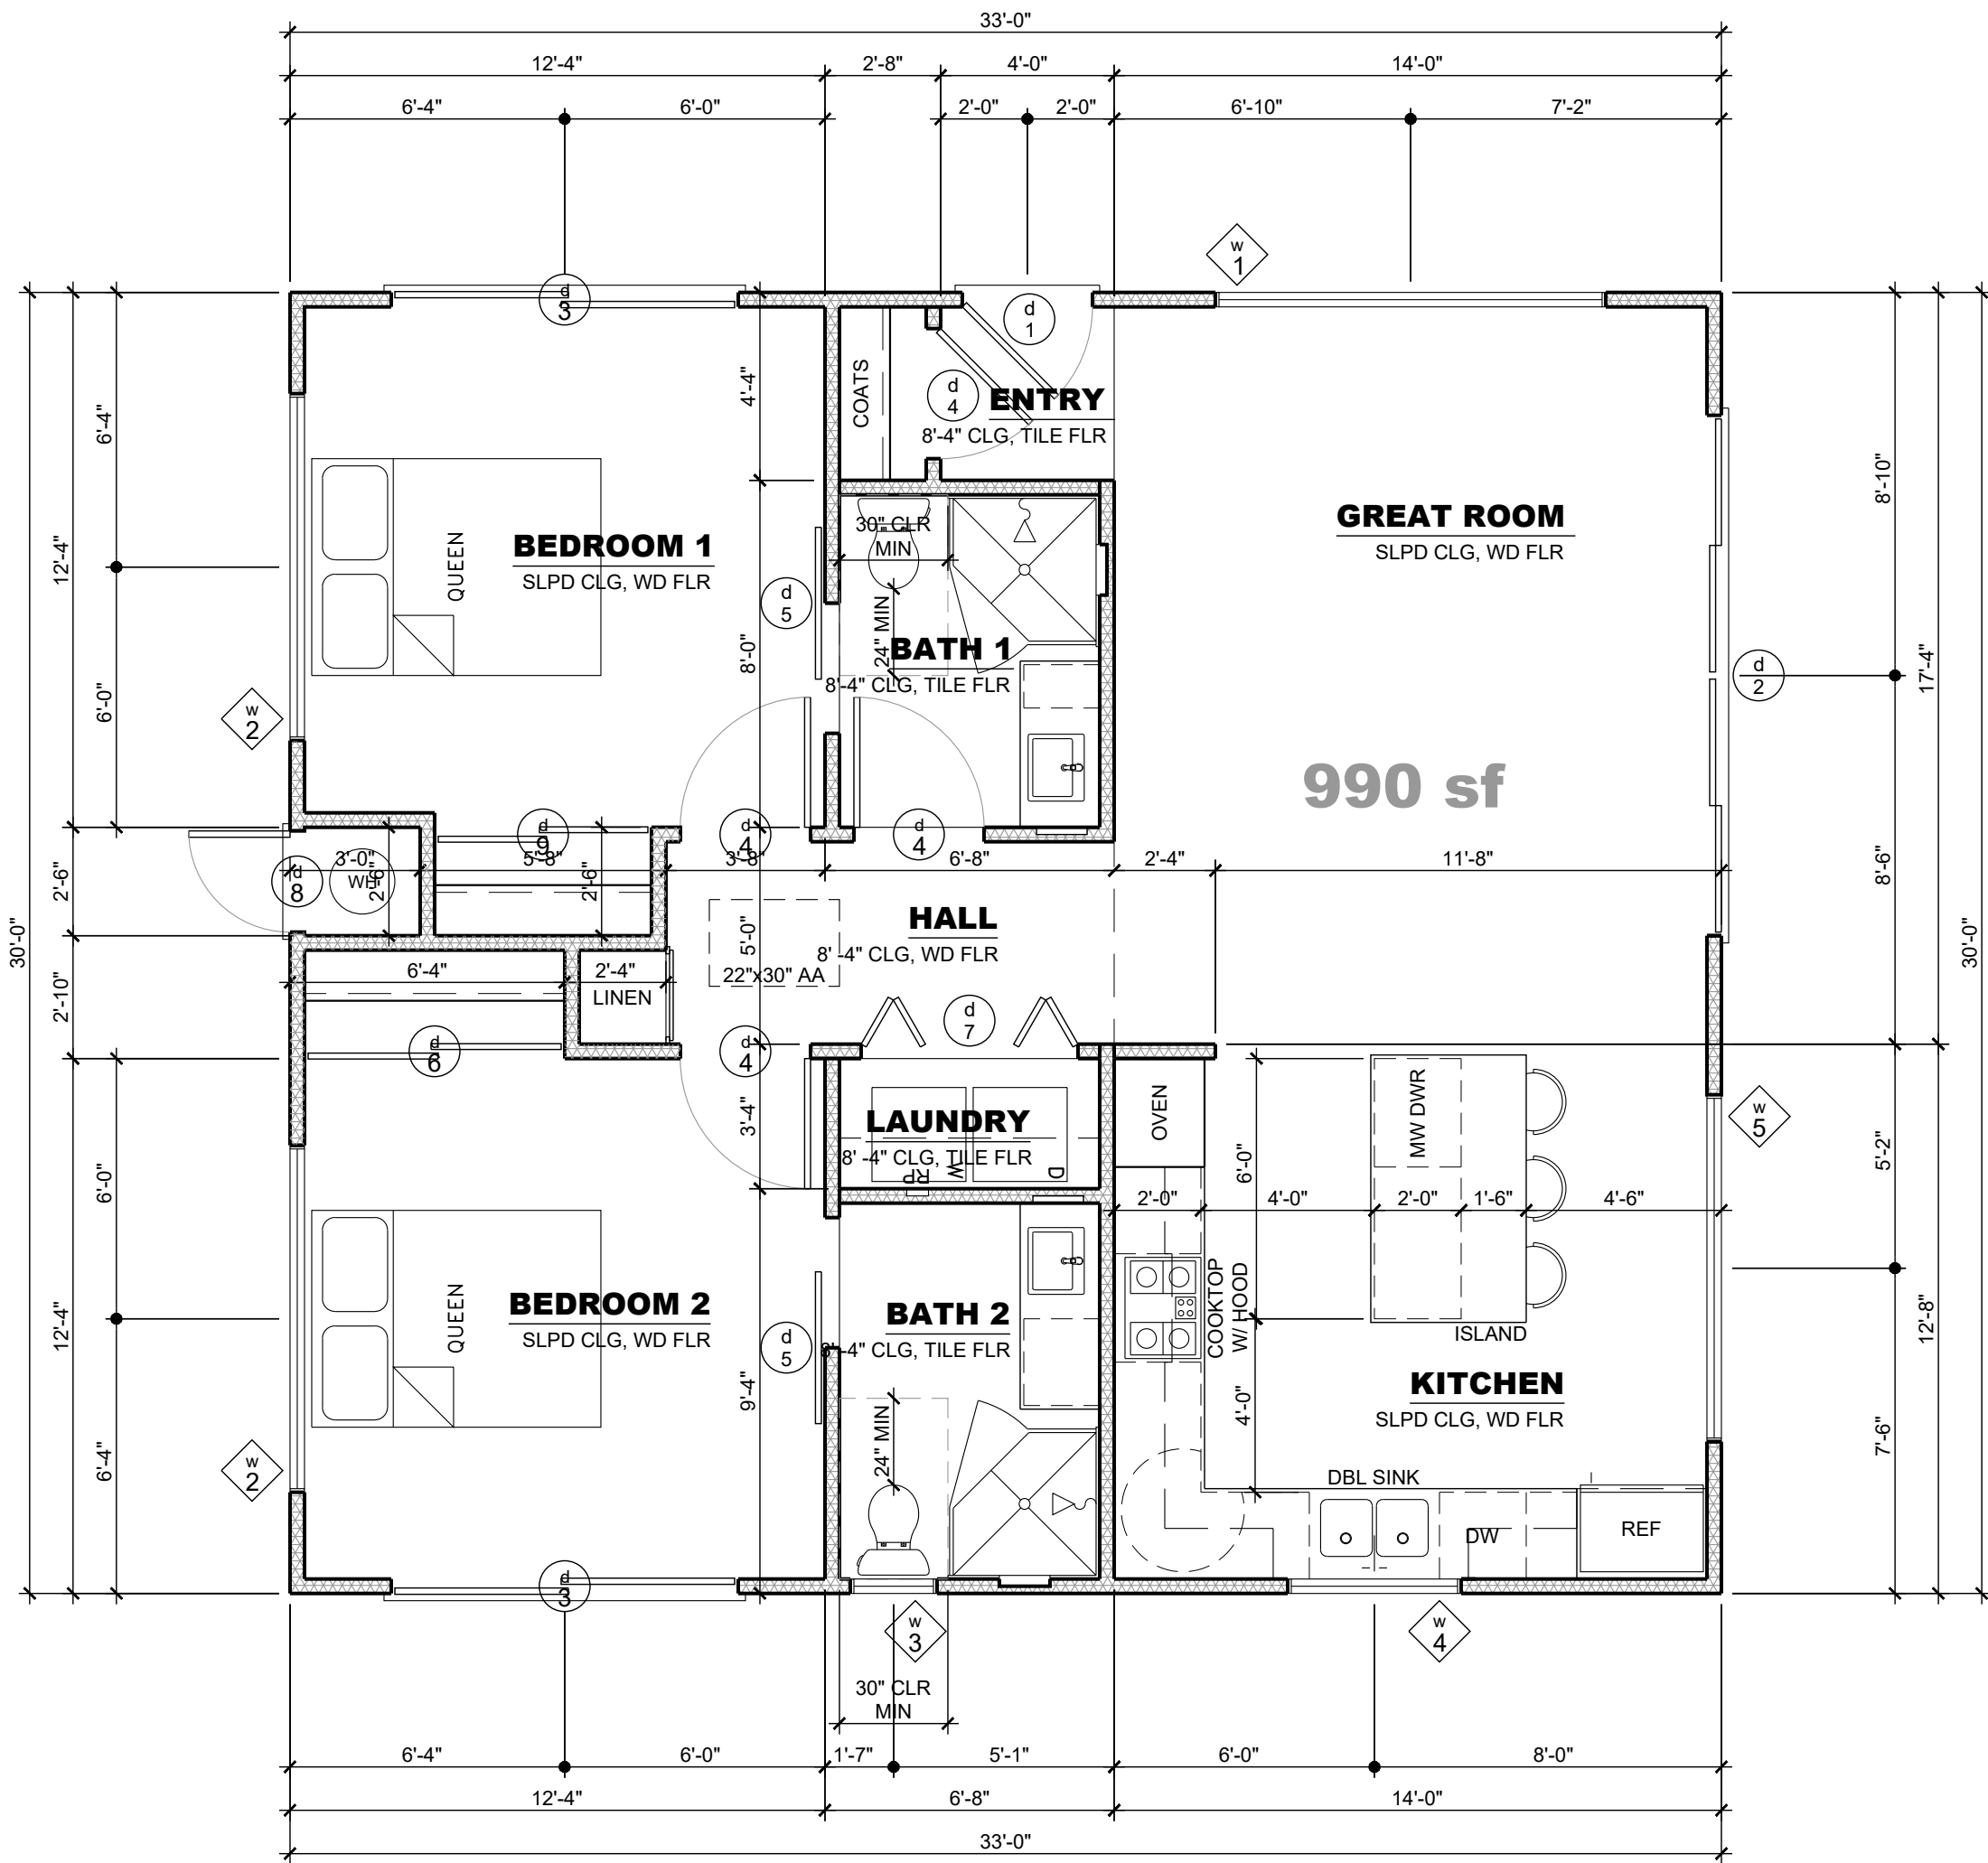 33'-0"
12'-4" 2'-8" 4'-0" 14'-0"
6'-4" 6'-0" 2'-0" 2'-0" 6'-10" 7'-2"
w
1
d
3
d
1
COATS
4'-4"
d
4
ENTRY
8'-4" CLG, TILE FLR
6'-4"
8'-10"
QUEEN
BEDROOM 1
SLPD CLG, WD FLR
30" CLR
MIN
GREAT ROOM
SLPD CLG, WD FLR
12'-4"
d
5
24" MIN
8'-0"
BATH 1
8'-4" CLG, TILE FLR
17'-4"
d
2
6'-0"
w
2
990 sf
d
9
d
4
d
4
3'-0" 5'-8" 3'-8" 6'-8" 2'-4" 11'-8"
d
8
WH
2'-6"
2'-6"
2'-6"
8'-6"
30'-0"
30'-0"
HALL
8' -4" CLG, WD FLR
5'-0"
22"x30" AA
6'-4" 2'-4"
LINEN
2'-10"
d
7
d
6
d
4
OVEN
MW DWR
w
5
LAUNDRY
8' -4" CLG, TILE FLR
W
D
RP
3'-4"
6'-0"
6'-0"
5'-2"
2'-0" 4'-0" 2'-0" 1'-6" 4'-6"
QUEEN
BEDROOM 2
SLPD CLG, WD FLR
d
5
BATH 2
8'-4" CLG, TILE FLR
COOKTOP
W/ HOOD
ISLAND
12'-4"
12'-8"
9'-4"
KITCHEN
SLPD CLG, WD FLR
4'-0"
24" MIN
6'-4"
7'-6"
w
2
DBL SINK
DW
REF
d
3
w
3
w
4
30" CLR
MIN
6'-4" 6'-0" 1'-7" 5'-1" 6'-0" 8'-0"
12'-4" 6'-8" 14'-0"
33'-0"